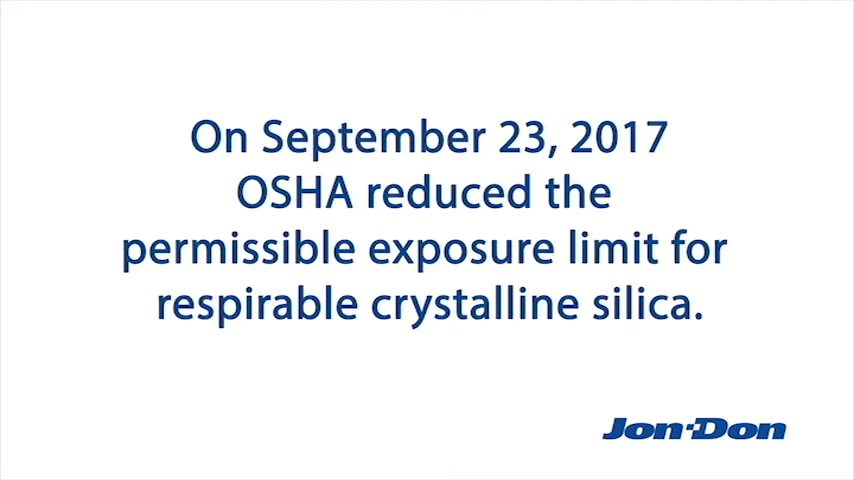 On September 23, 2017
OSHA reduced the
permissible exposure limit for
respirable crystalline silica.
Jon-Don